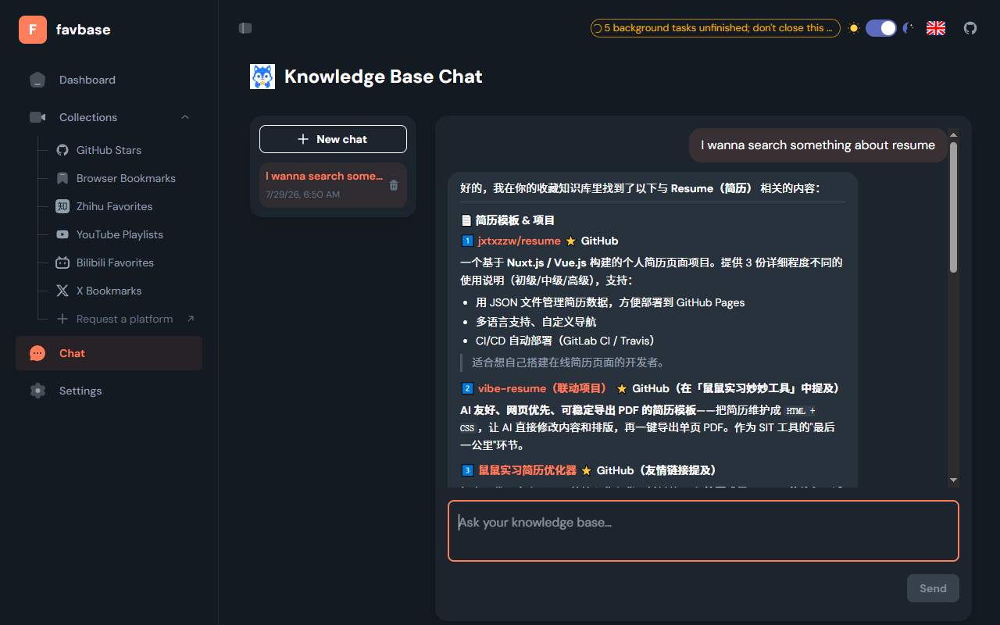 F favbase
5 background tasks unfinished; don't close this ...
Knowledge Base Chat
Dashboard
Collections
GitHub Stars
Browser Bookmarks
知 Zhihu Favorites
YouTube Playlists
Bilibili Favorites
X Bookmarks
Request a platform ↗
Chat
Settings
+ New chat
I wanna search some...
7/29/26, 6:50 AM
I wanna search something about resume
好的，我在你的收藏知识库里找到了以下与 Resume（简历） 相关的内容：
📄 简历模板 & 项目
1️⃣ jxtxzzw/resume ⭐ GitHub
一个基于 Nuxt.js / Vue.js 构建的个人简历页面项目。提供 3 份详细程度不同的
使用说明（初级/中级/高级），支持：
• 用 JSON 文件管理简历数据，方便部署到 GitHub Pages
• 多语言支持、自定义导航
• CI/CD 自动部署（GitLab CI / Travis）
适合想自己搭建在线简历页面的开发者。
2️⃣ vibe-resume（联动项目） ⭐ GitHub（在「鼠鼠实习妙妙工具」中提及）
AI 友好、网页优先、可稳定导出 PDF 的简历模板——把简历维护成 HTML +
CSS，让 AI 直接修改内容和排版，再一键导出单页 PDF。作为 SIT 工具的"最后
一公里"环节。
3️⃣ 鼠鼠实习简历优化器 ⭐ GitHub（友情链接提及）
Ask your knowledge base...
Send